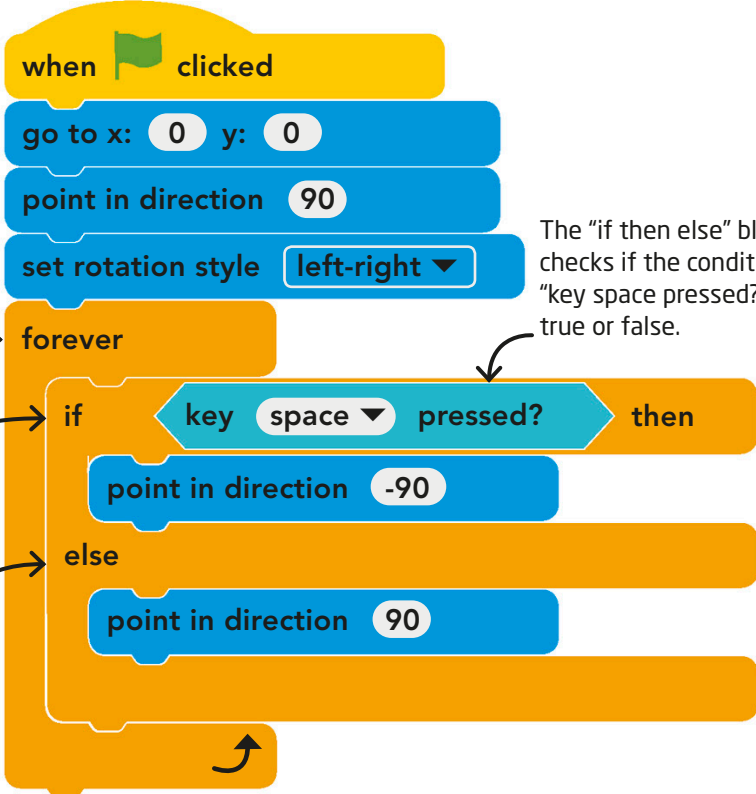 when clicked
go to x: 0 y: 0
point in direction 90
set rotation style left-right
The “if then else”
checks if the
“key space pressed?
true or false.
forever
if key space pressed? then
point in direction -90
else
point in direction 90